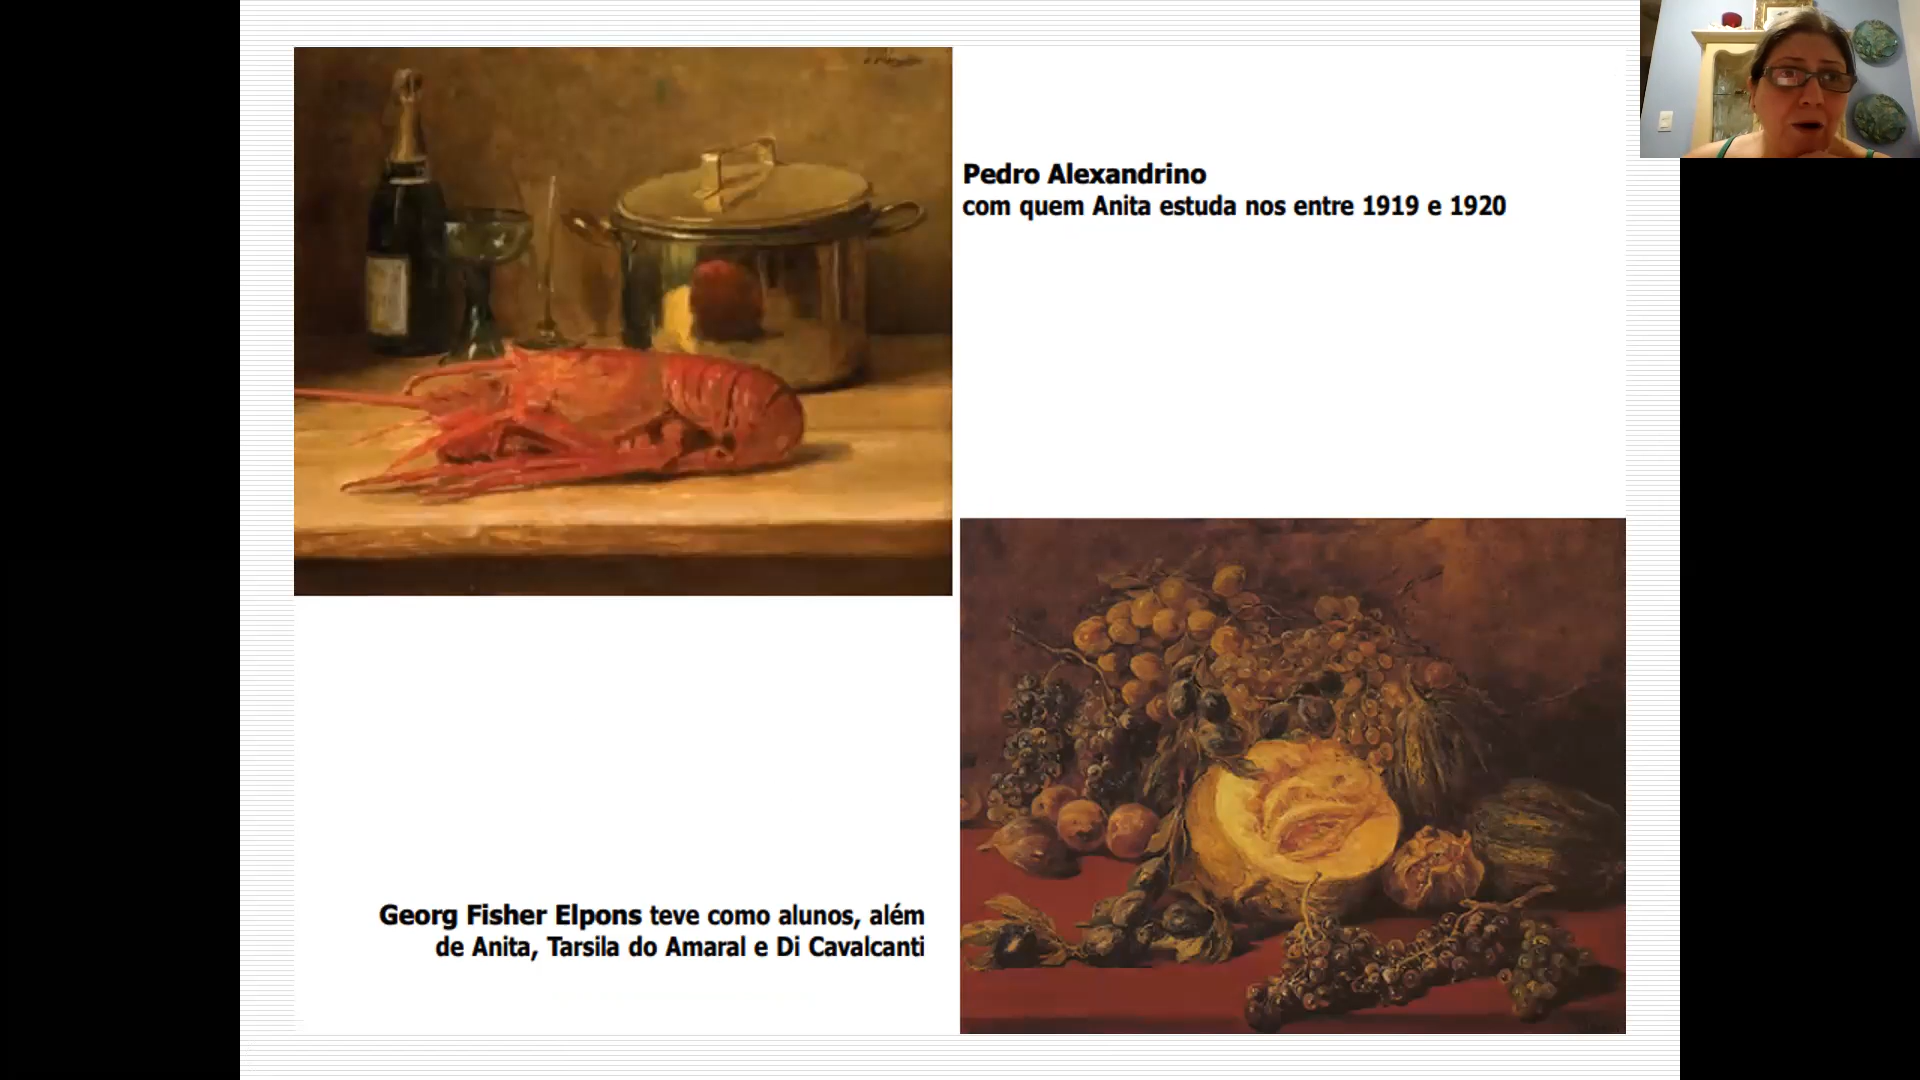 Pedro Alexandrino
com quem Anita estuda nos entre 1919 e 1920
Georg Fisher Elpons teve como alunos, além
de Anita, Tarsila do Amaral e Di Cavalcanti